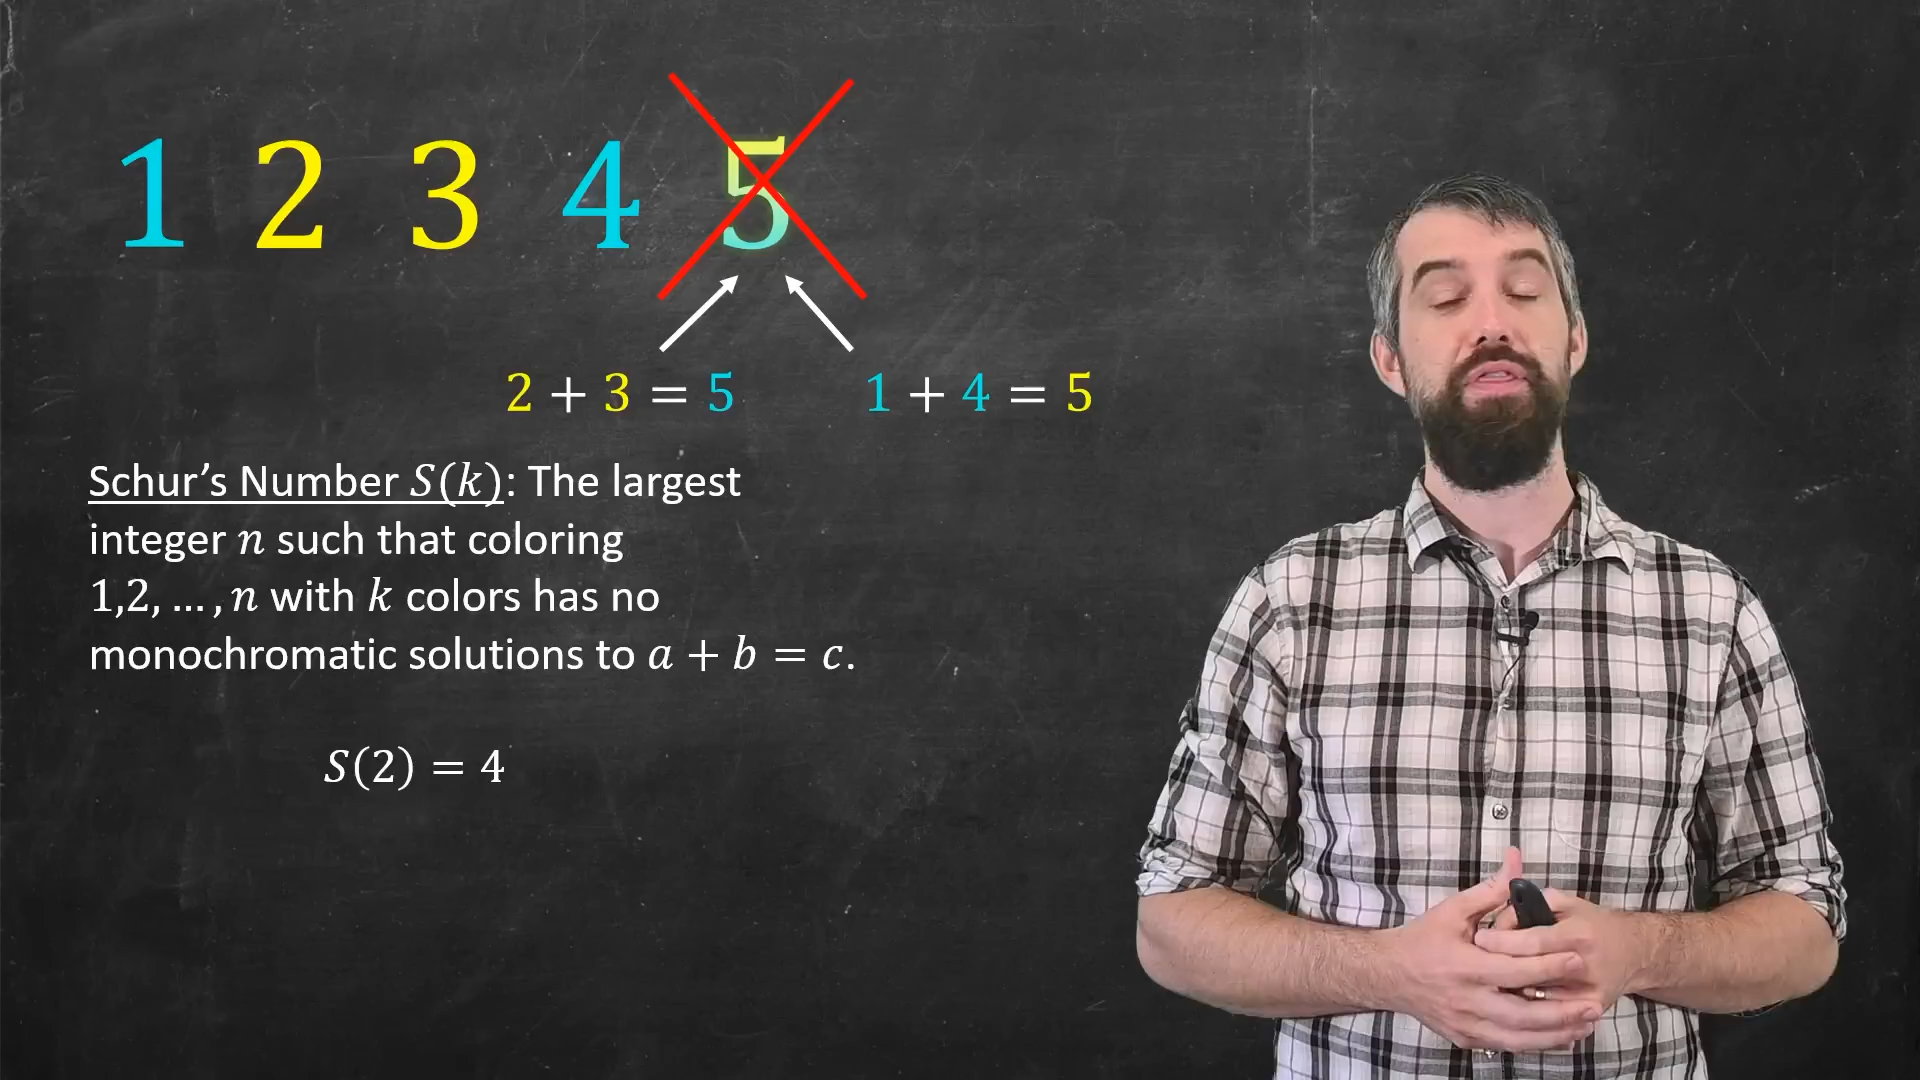 1 2 3 4 5
2 + 3 = 5 1 + 4 = 5
Schur’s Number S(k): The largest
integer n such that coloring
1,2, … , n with k colors has no
monochromatic solutions to a + b = c.
S(2) = 4